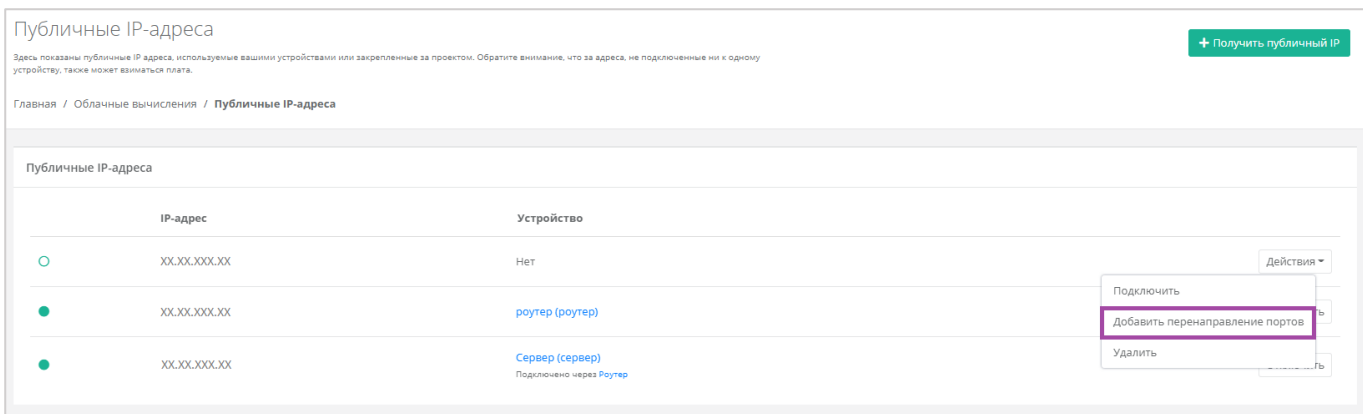 Публичные IP-адреса
+ Получить публичный IP
Здесь показаны публичные IP адреса, используемые вашими устройствами или закрепленные за проектом. Обратите внимание, что за адреса, не подключенные ни к одному
устройству, также может взиматься плата.
Главная / Облачные вычисления / Публичные IP-адреса
Публичные IP-адреса
IP-адрес Устройство
XX.XX.XXX.XX Нет Действия
Подключить
XX.XX.XXX.XX роутер (роутер)
Добавить перенаправление портов
Удалить
XX.XX.XXX.XX Сервер (сервер)
Подключено через Роутер